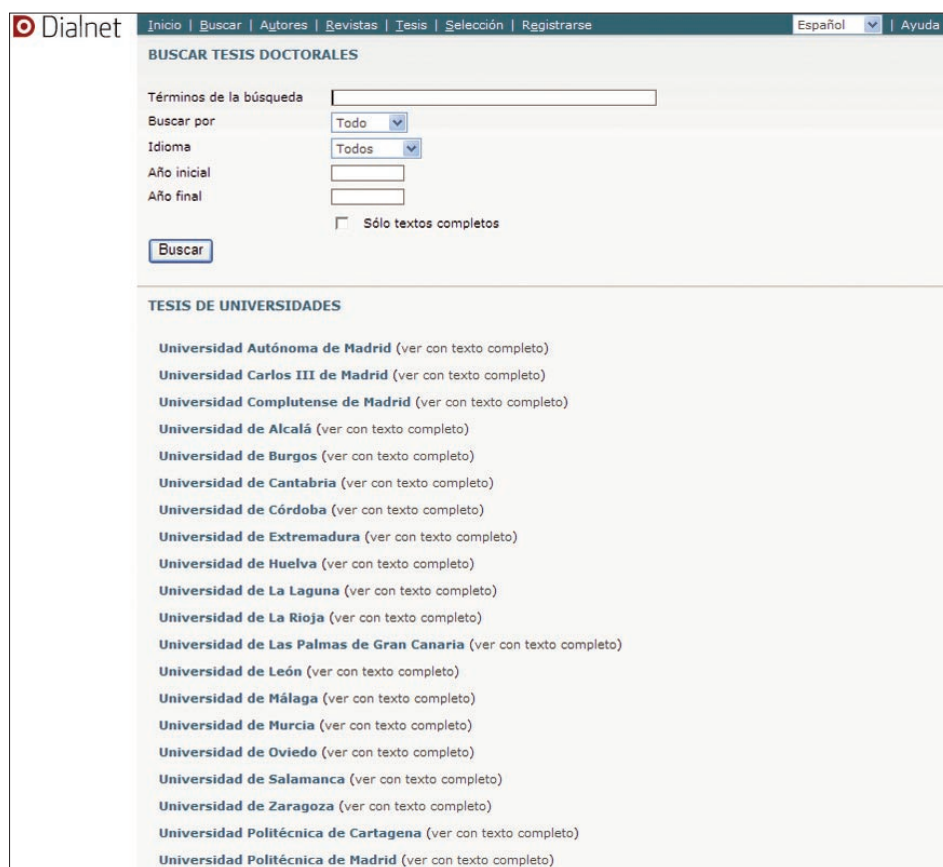 Dialnet
Inicio | Buscar | Autores | Revistas | Tesis | Selección | Registrarse Español | Ayuda
BUSCAR TESIS DOCTORALES
Términos de la búsqueda
Buscar por Todo
Idioma Todos
Año inicial
Año final
Sólo textos completos
Buscar
TESIS DE UNIVERSIDADES
Universidad Autónoma de Madrid (ver con texto completo)
Universidad Carlos III de Madrid (ver con texto completo)
Universidad Complutense de Madrid (ver con texto completo)
Universidad de Alcalá (ver con texto completo)
Universidad de Burgos (ver con texto completo)
Universidad de Cantabria (ver con texto completo)
Universidad de Córdoba (ver con texto completo)
Universidad de Extremadura (ver con texto completo)
Universidad de Huelva (ver con texto completo)
Universidad de La Laguna (ver con texto completo)
Universidad de La Rioja (ver con texto completo)
Universidad de Las Palmas de Gran Canaria (ver con texto completo)
Universidad de León (ver con texto completo)
Universidad de Málaga (ver con texto completo)
Universidad de Murcia (ver con texto completo)
Universidad de Oviedo (ver con texto completo)
Universidad de Salamanca (ver con texto completo)
Universidad de Zaragoza (ver con texto completo)
Universidad Politécnica de Cartagena (ver con texto completo)
Universidad Politécnica de Madrid (ver con texto completo)